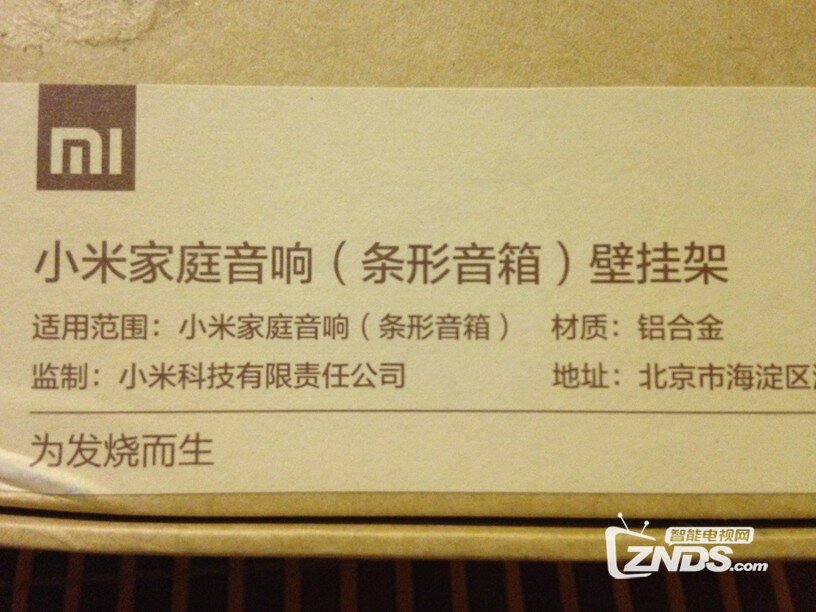 mi
小米家庭音响（条形音箱）壁挂架
适用范围：小米家庭音响（条形音箱） 材质：铝合金
监制：小米科技有限责任公司 地址：北京市海淀区
为发烧而生
智能电视网
ZNDS.com